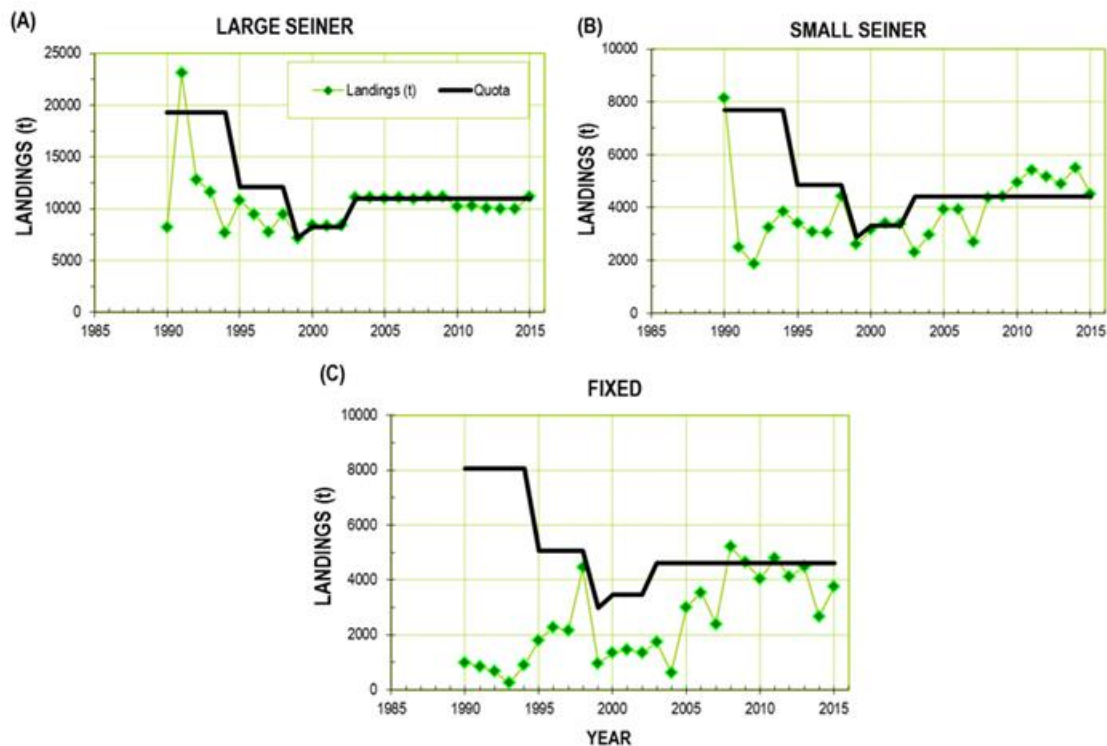 (A)
LARGE SEINER
LANDINGS (t)
25000
20000
15000
10000
5000
0
Landings (t)
Quota
1985 1990 1995 2000 2005 2010 2015
(B)
SMALL SEINER
LANDINGS (t)
10000
8000
6000
4000
2000
0
1985 1990 1995 2000 2005 2010 2015
(C)
FIXED
LANDINGS (t)
10000
8000
6000
4000
2000
0
1985 1990 1995 2000 2005 2010 2015
YEAR